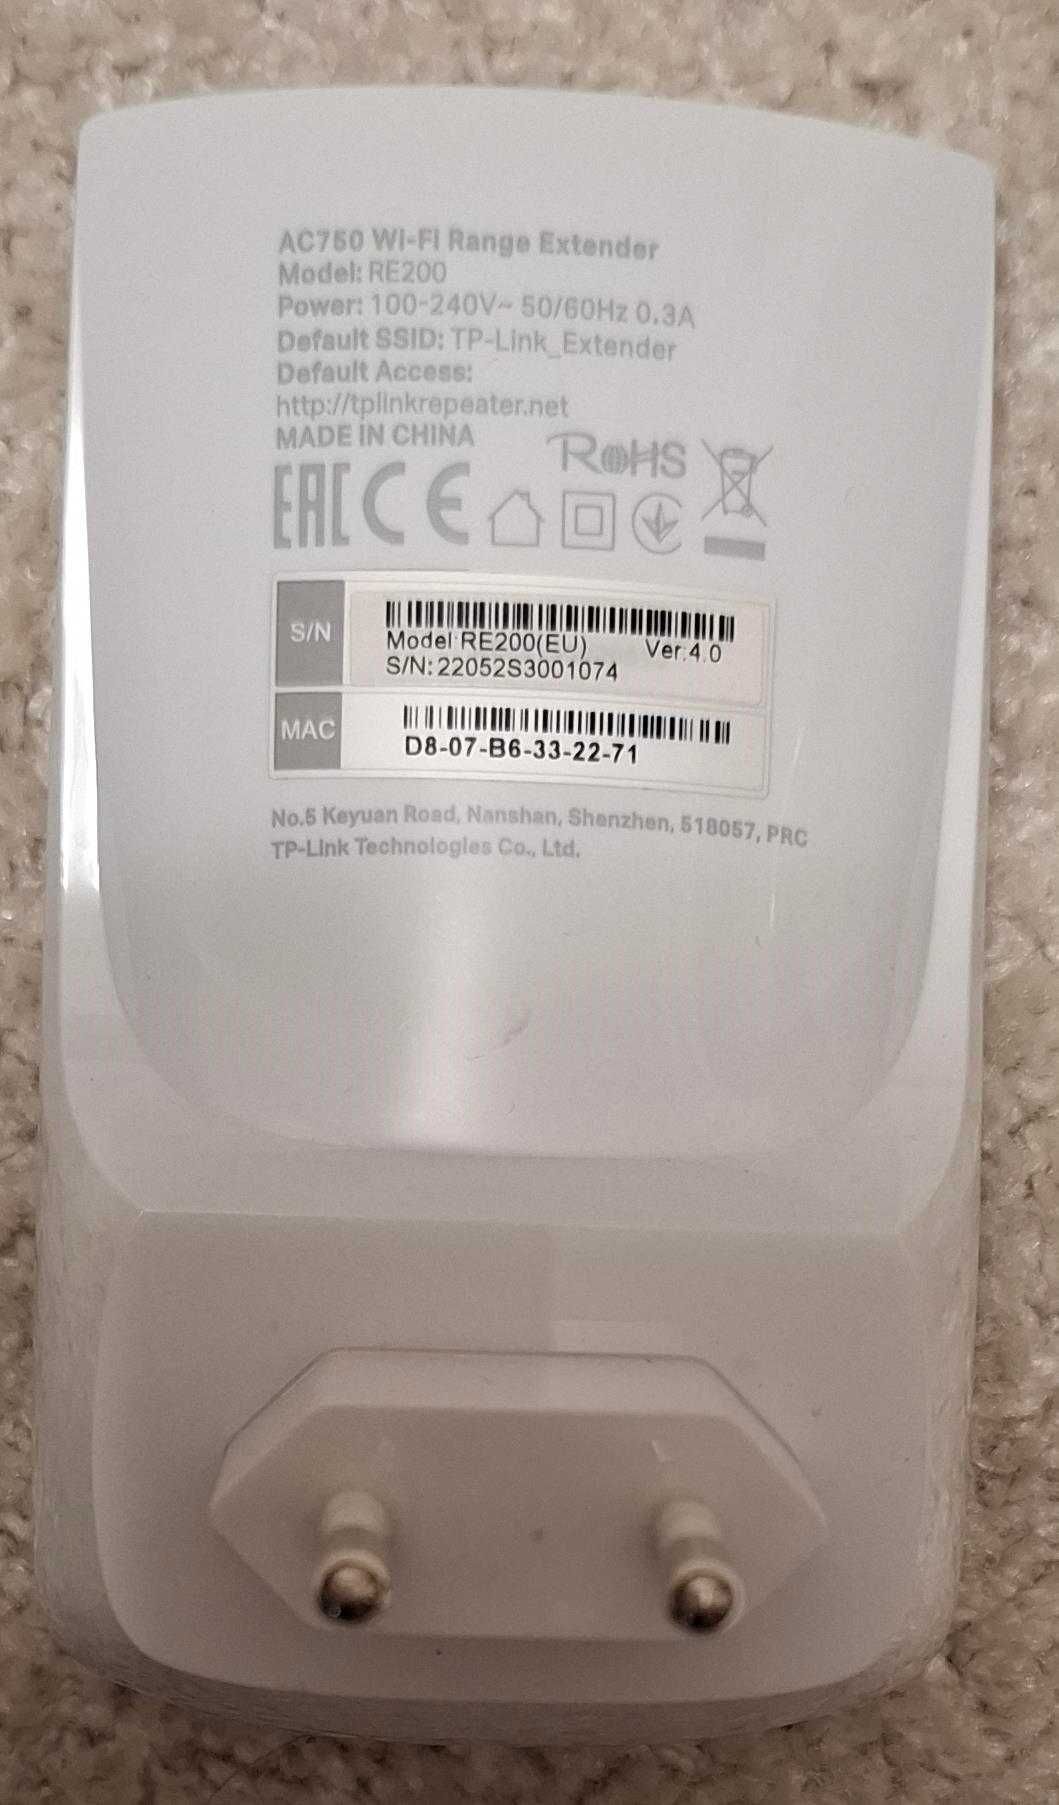 AC750 Wi-Fi Range Extender
Model: RE200
Power: 100-240V~ 50/60Hz 0.3A
Default SSID: TP-Link_Extender
Default Access:
http://tplinkrepeater.net
MADE IN CHINA
RoHS
EAC CE
S/N
Model:RE200(EU) Ver:4.0
S/N:22052S3001074
MAC
D8-07-B6-33-22-71
No.5 Keyuan Road, Nanshan, Shenzhen, 518057, PRC
TP-Link Technologies Co., Ltd.